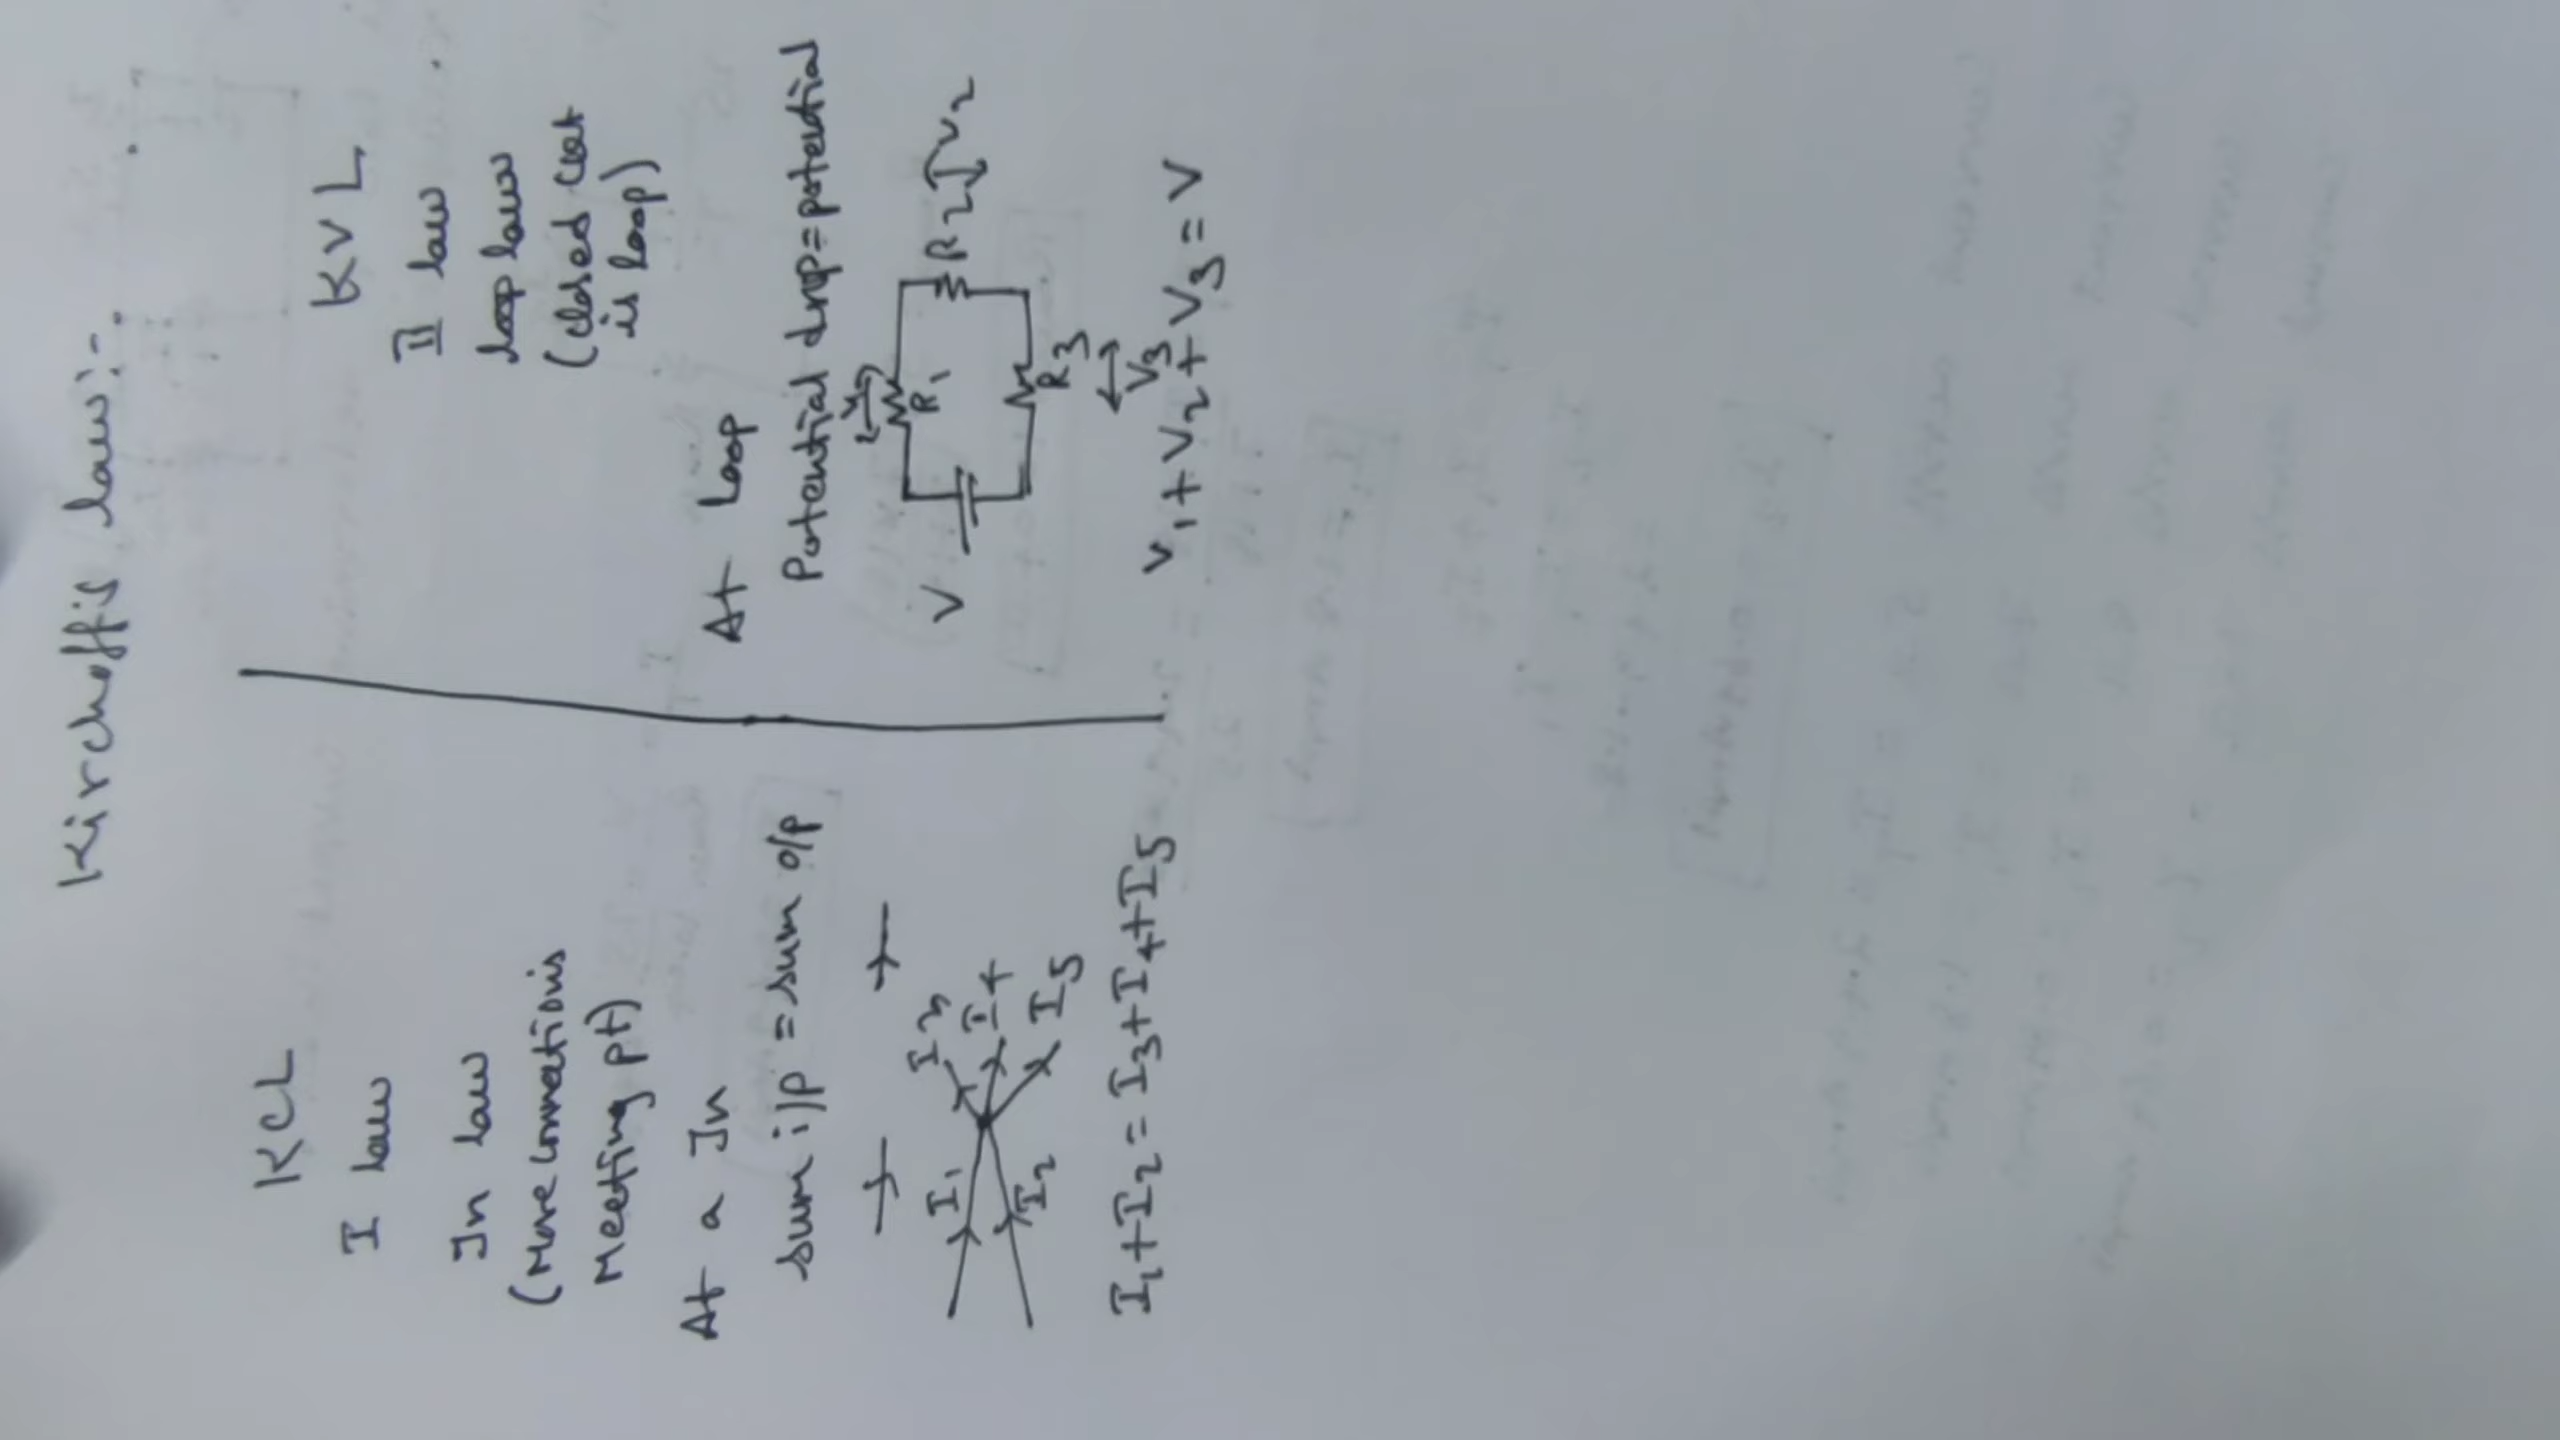 Kirchoff's law:-
KCL
I law
Jn law
(More connections
Meeting pt)
At a Jn
sum i/p = sum o/p
I1
I2
I3
I4
I5
I1+I2 = I3+I4+I5
KVL
II law
loop law
(closed ckt
is loop)
At Loop
Potential drop=potential
V
V1
R1
R2
V2
R3
V3
V1+V2+V3=V